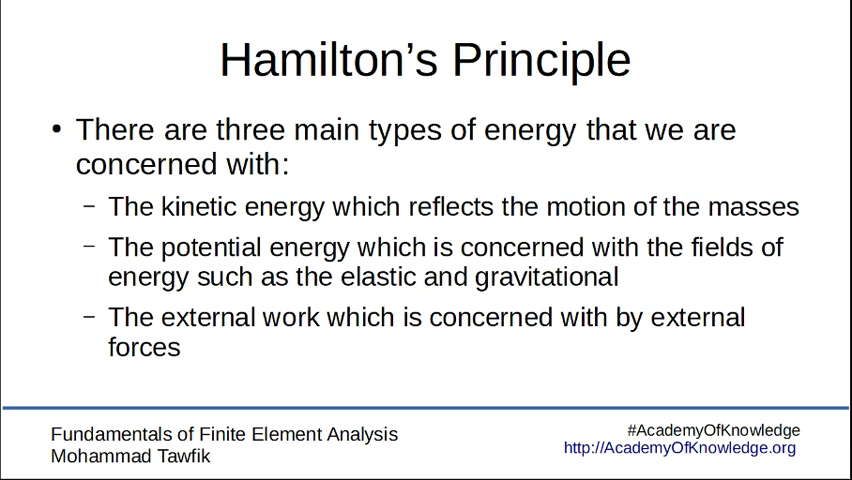 Hamilton's Principle
• There are three main types of energy that we are
concerned with:
– The kinetic energy which reflects the motion of the masses
– The potential energy which is concerned with the fields of
energy such as the elastic and gravitational
– The external work which is concerned with by external
forces
Fundamentals of Finite Element Analysis
Mohammad Tawfik
#AcademyOfKnowledge
http://AcademyOfKnowledge.org